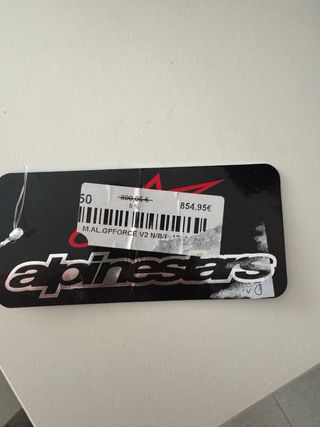 50 899,95 € 854.95€
5 %
M.AL.GPFORCE V2 N/B/F
alpinestars